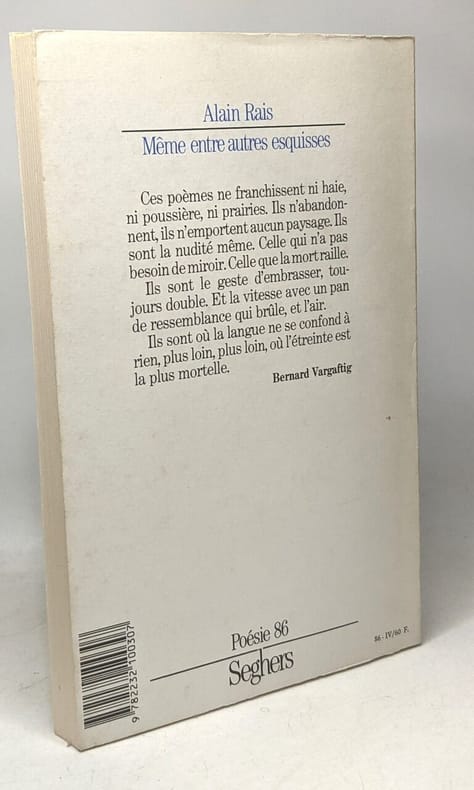 Alain Rais
Même entre autres esquisses
Ces poèmes ne franchissent ni haie,
ni poussière, ni prairies. Ils n'abandon-
nent, ils n'emportent aucun paysage. Ils
sont la nudité même. Celle qui n'a pas
besoin de miroir. Celle que la mort raille.
Ils sont le geste d'embrasser, tou-
jours double. Et la vitesse avec un pan
de ressemblance qui brûle, et l'air.
Ils sont où la langue ne se confond à
rien, plus loin, plus loin, où l'étreinte est
la plus mortelle.
Bernard Vargaftig
Poésie 86
Seghers
86-IV/60 F.
9 782232 100307